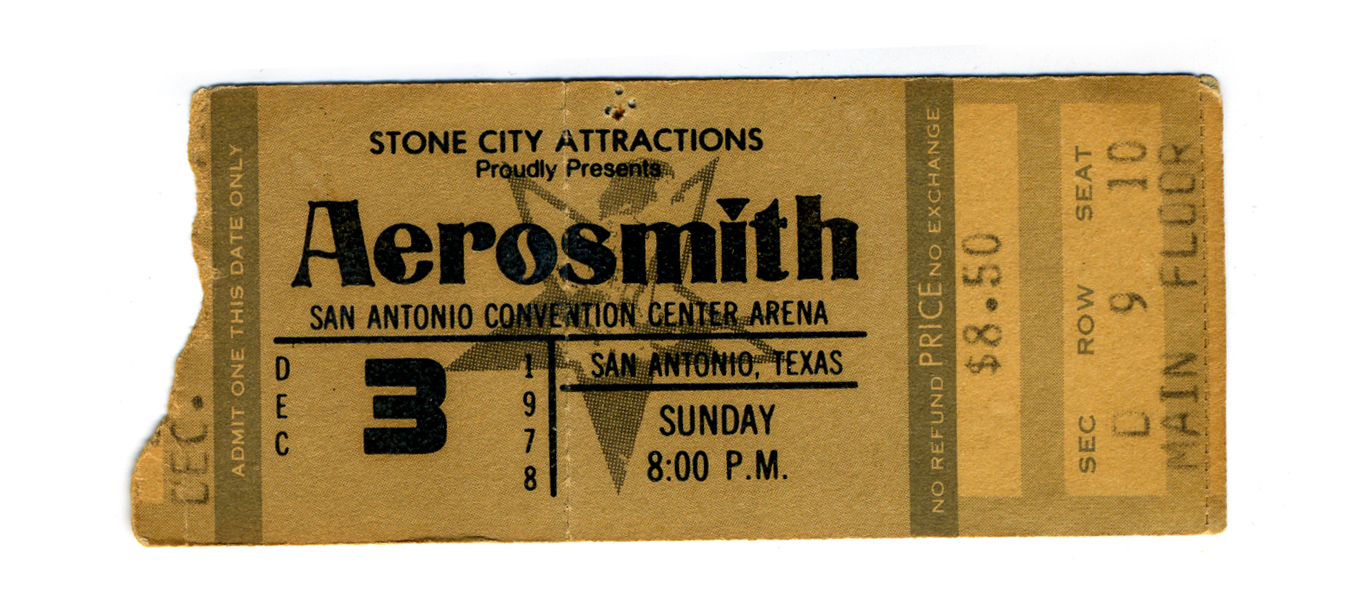 DEC.
ADMIT ONE THIS DATE ONLY
STONE CITY ATTRACTIONS
Proudly Presents
Aerosmith
SAN ANTONIO CONVENTION CENTER ARENA
DEC
3
1978
SAN ANTONIO, TEXAS
SUNDAY
8:00 P.M.
NO REFUND PRICE NO EXCHANGE
$8.50
SEC ROW SEAT
D 9 10
MAIN FLOOR